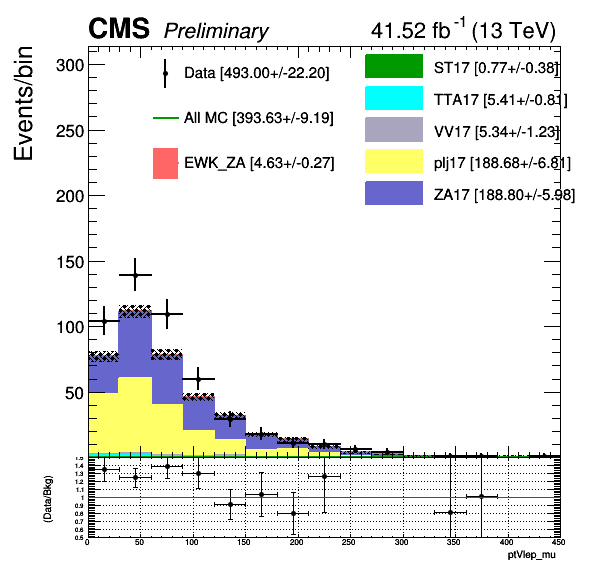 CMS Preliminary 41.52 fb⁻¹ (13 TeV)
Events/bin
300
250
200
150
100
50
Data [493.00+/-22.20]
All MC [393.63+/-9.19]
EWK_ZA [4.63+/-0.27]
ST17 [0.77+/-0.38]
TTA17 [5.41+/-0.81]
VV17 [5.34+/-1.23]
plj17 [188.68+/-6.81]
ZA17 [188.80+/-5.98]
(Data/Bkg)
1.5
1.4
1.3
1.2
1.1
1
0.9
0.8
0.7
0.6
0.5
0 50 100 150 200 250 300 350 400 450
ptVlep_mu